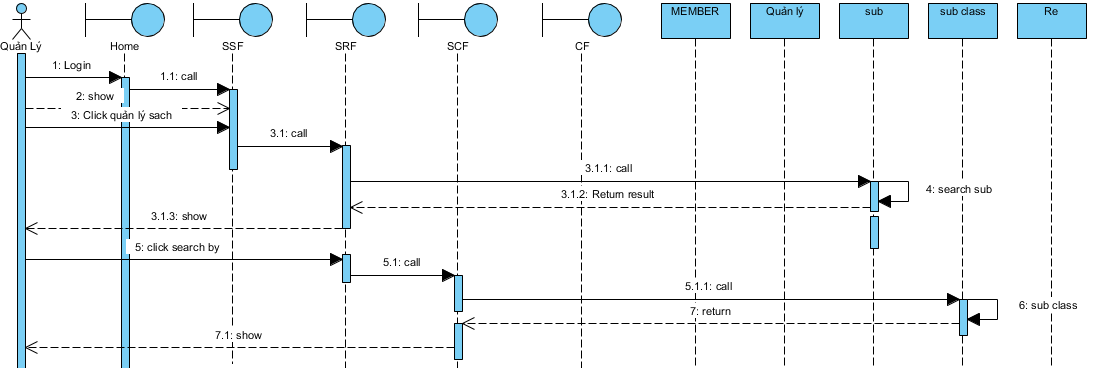 MEMBER
Quản lý
sub
sub class
Re
Quản Lý
Home
SSF
SRF
SCF
CF
1: Login
1.1: call
2: show
3: Click quản lý sach
3.1: call
3.1.1: call
4: search sub
3.1.2: Return result
3.1.3: show
5: click search by
5.1: call
5.1.1: call
6: sub class
7: return
7.1: show